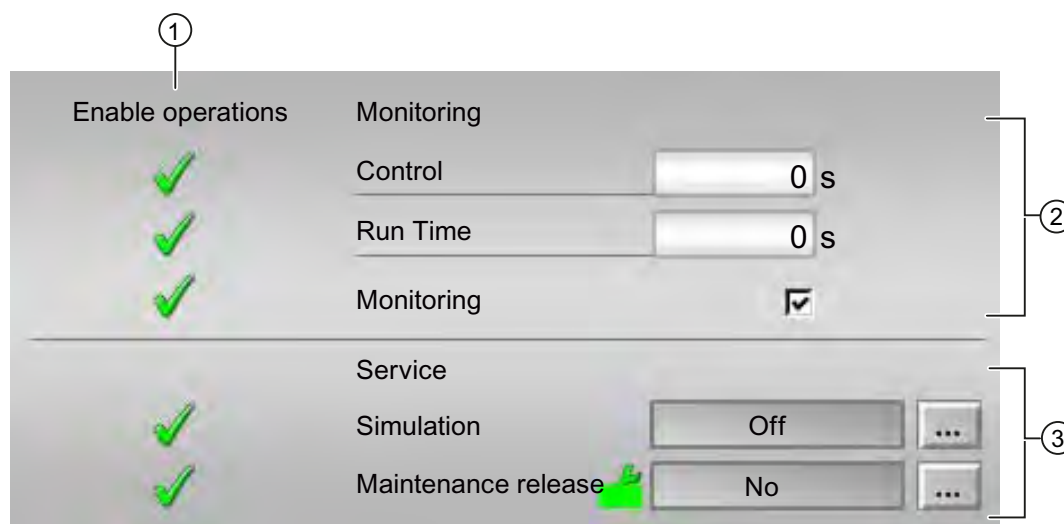 1
Enable operations Monitoring
Control 0 s
2
Run Time 0 s
Monitoring
Service
Simulation Off ...
3
Maintenance release No ...